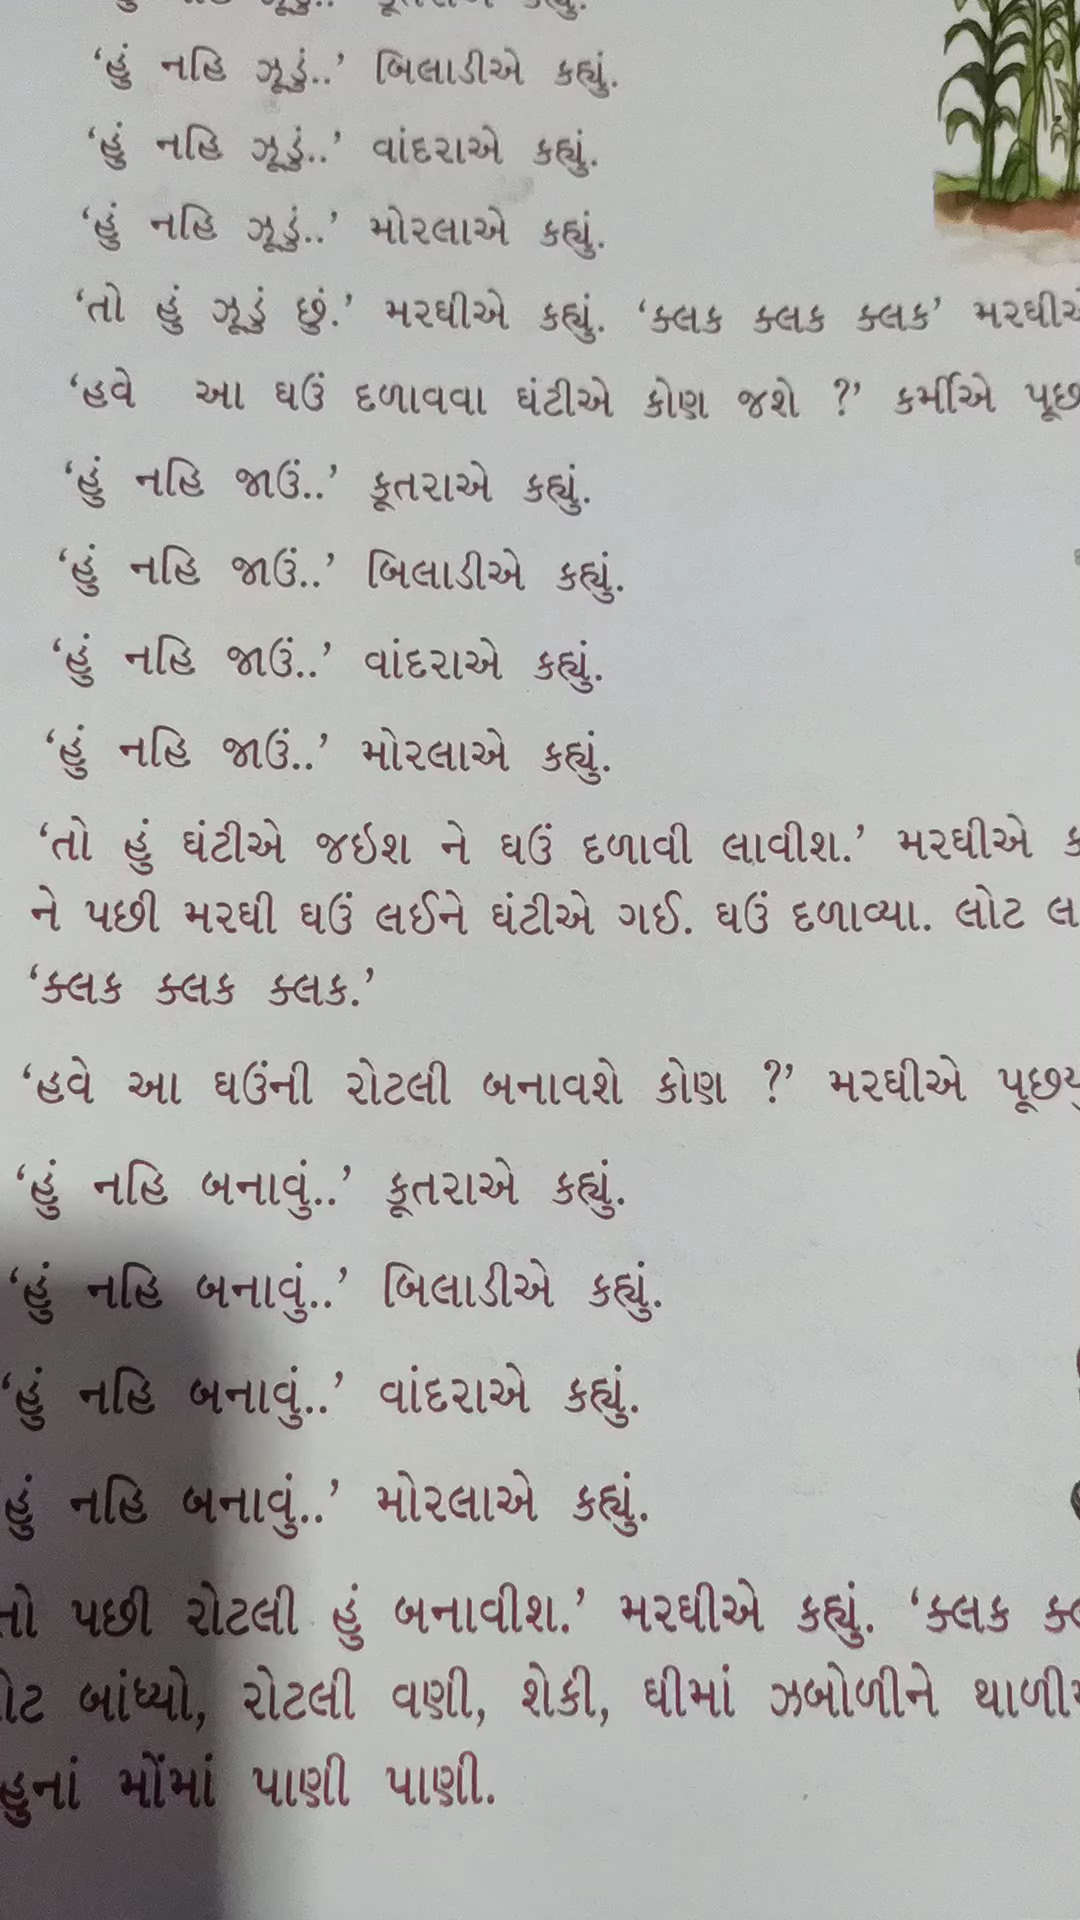 કૂતરાએ કહ્યું.
‘હું નહિ ઝૂડું..’ બિલાડીએ કહ્યું.
‘હું નહિ ઝૂડું..’ વાંદરાએ કહ્યું.
‘હું નહિ ઝૂડું..’ મોરલાએ કહ્યું.
‘તો હું ઝૂડું છું.’ મરઘીએ કહ્યું. ‘ક્લક ક્લક ક્લક’
‘હવે આ ઘઉં દળાવવા ઘંટીએ કોણ જશે ?’ કર્મીએ
‘હું નહિ જાઉં..’ કૂતરાએ કહ્યું.
‘હું નહિ જાઉં..’ બિલાડીએ કહ્યું.
‘હું નહિ જાઉં..’ વાંદરાએ કહ્યું.
‘હું નહિ જાઉં..’ મોરલાએ કહ્યું.
‘તો હું ઘંટીએ જઇશ ને ઘઉં દળાવી લાવીશ.’ મરઘીએ
ને પછી મરઘી ઘઉં લઈને ઘંટીએ ગઈ. ઘઉં દળાવ્યા. લોટ
‘ક્લક ક્લક ક્લક.’
‘હવે આ ઘઉંની રોટલી બનાવશે કોણ ?’ મરઘીએ
‘હું નહિ બનાવું..’ કૂતરાએ કહ્યું.
‘હું નહિ બનાવું..’ બિલાડીએ કહ્યું.
‘હું નહિ બનાવું..’ વાંદરાએ કહ્યું.
હું નહિ બનાવું..’ મોરલાએ કહ્યું.
તો પછી રોટલી હું બનાવીશ.’ મરઘીએ કહ્યું. ‘ક્લક
બાંધ્યો, રોટલી વણી, શેકી, ઘીમાં ઝબોળીને
મોંમાં પાણી પાણી.